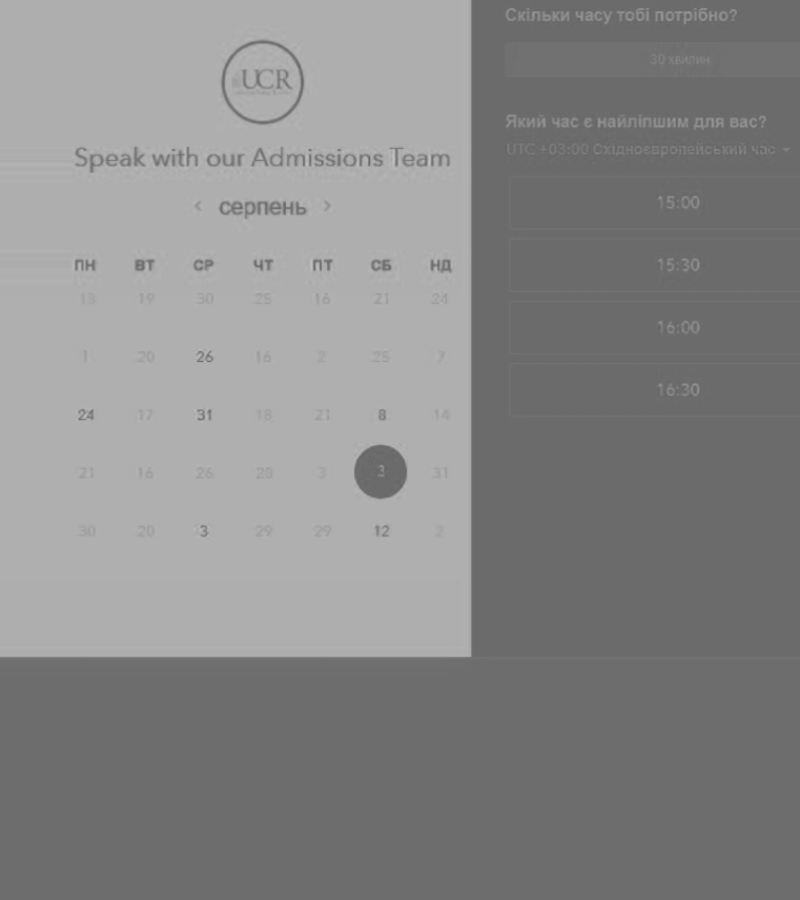 UCR
Speak with our Admissions Team
< серпень >
ПН ВТ СР ЧТ ПТ СБ НД
13 19 30 25 16 21 24
1 20 26 16 2 25 7
24 17 31 18 21 8 14
21 16 26 28 3 3 31
30 20 3 29 29 12 2
Скільки часу тобі потрібно?
30 хвилин
Який час є найліпшим для вас?
UTC +03:00 Східноєвропейський час
15:00
15:30
16:00
16:30